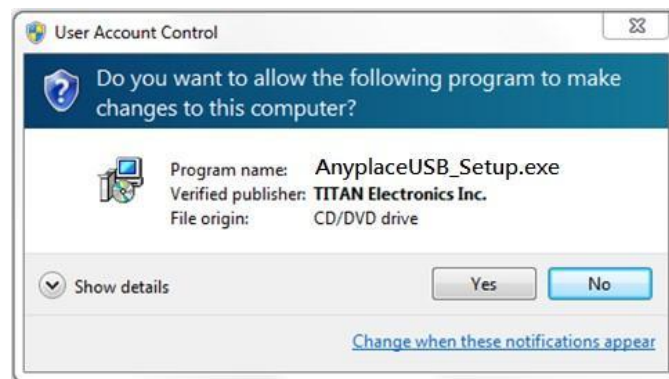 User Account Control
Do you want to allow the following program to make
changes to this computer?
Program name: AnyplaceUSB_Setup.exe
Verified publisher: TITAN Electronics Inc.
File origin: CD/DVD drive
Show details
Yes No
Change when these notifications appear